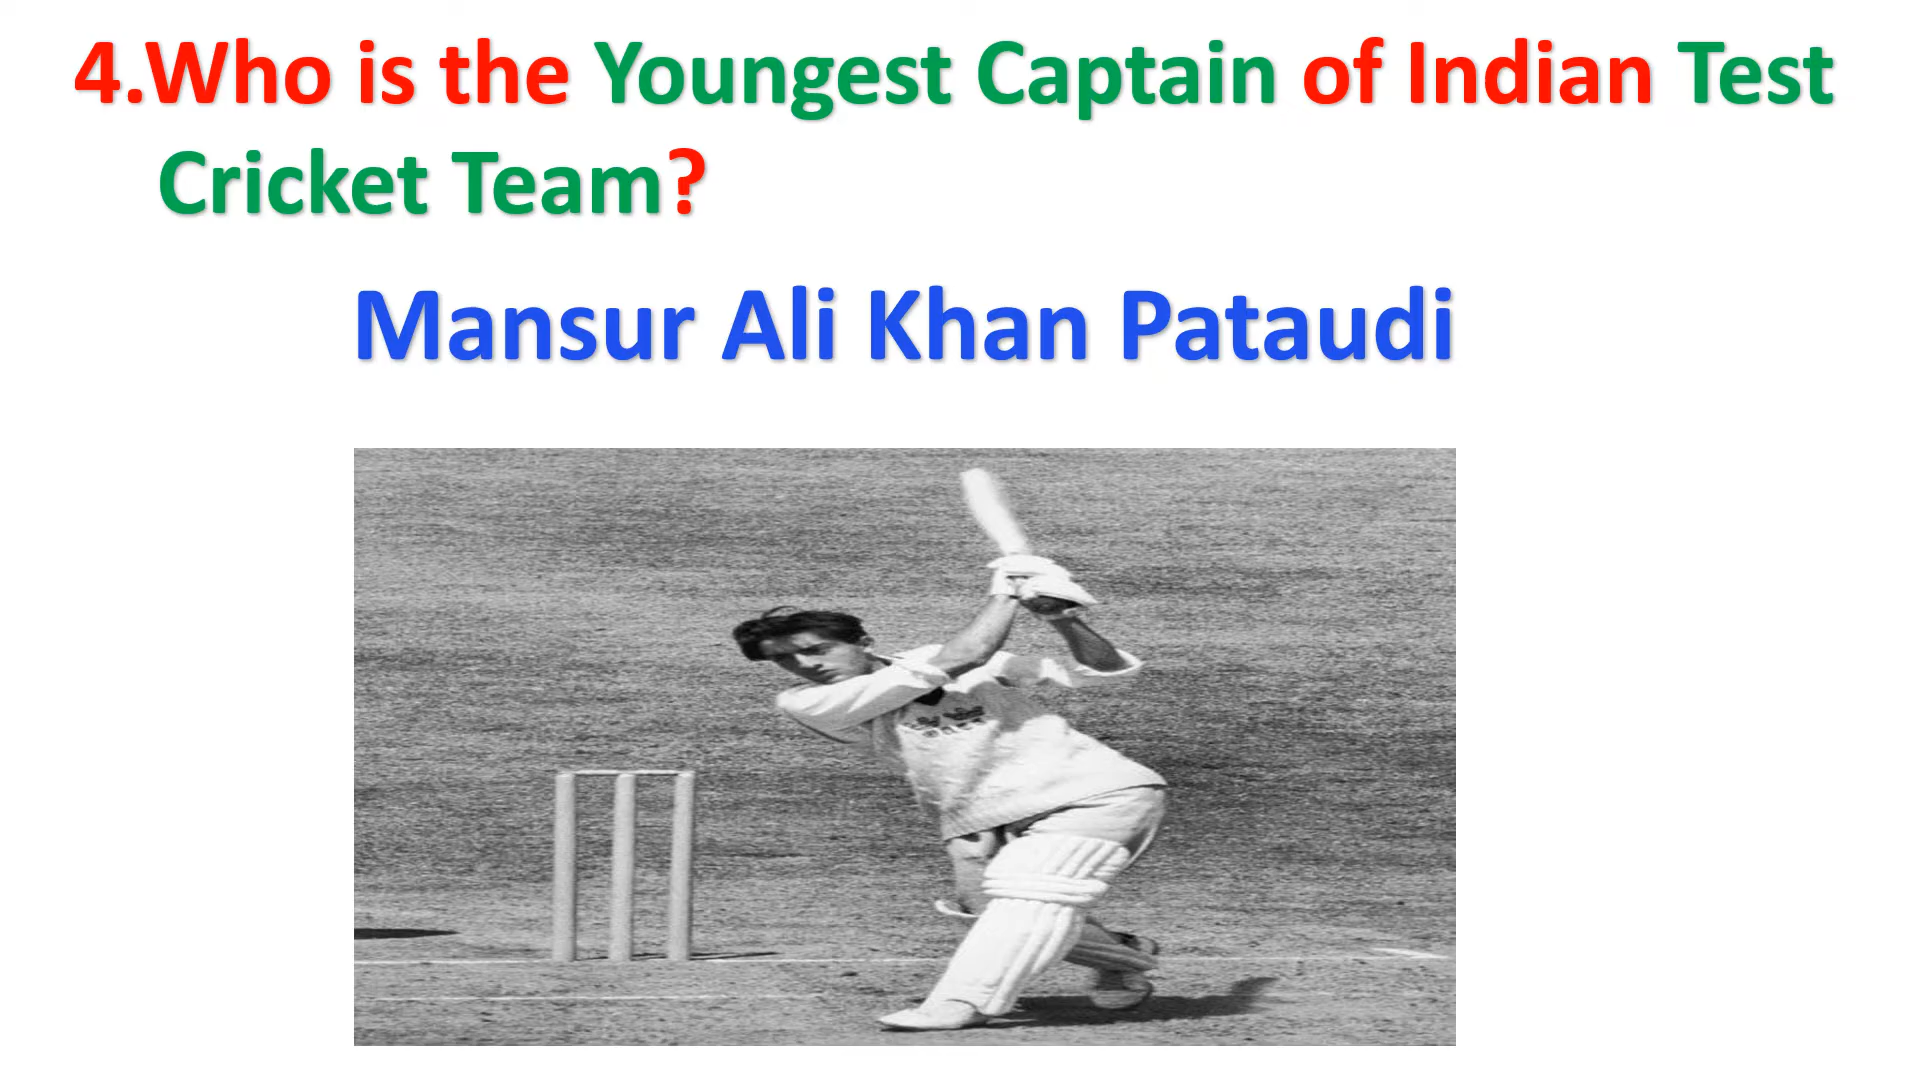 4.Who is the Youngest Captain of Indian Test
Cricket Team?
Mansur Ali Khan Pataudi